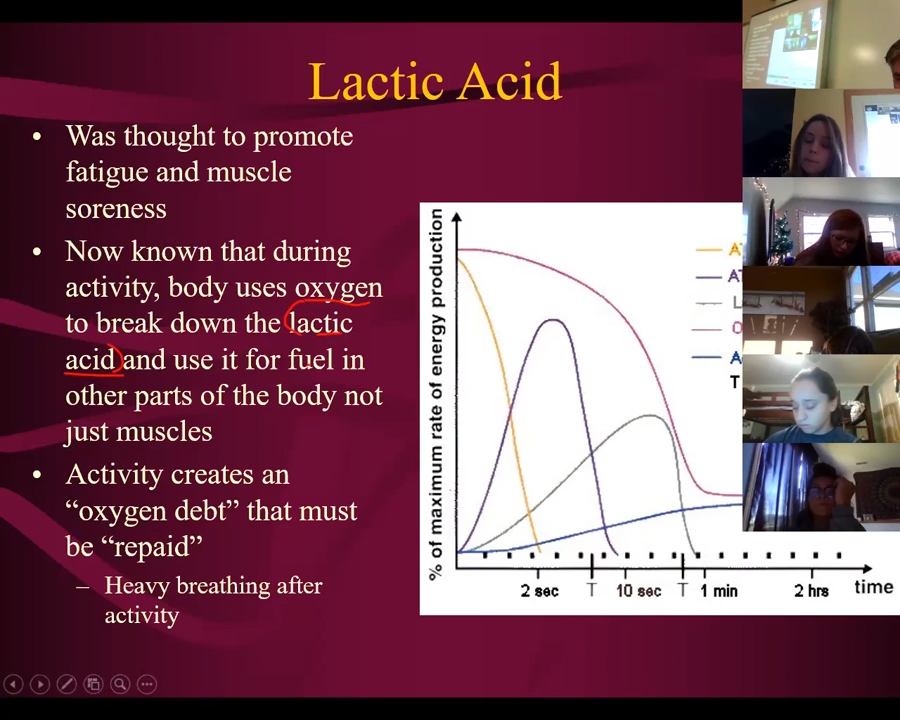 Lactic Acid
• Was thought to promote
fatigue and muscle
soreness
• Now known that during
activity, body uses oxygen
to break down the lactic
acid and use it for fuel in
other parts of the body not
just muscles
• Activity creates an
“oxygen debt” that must
be “repaid”
– Heavy breathing after
activity
% of maximum rate of energy production
A
AT
L
O
A
T
2 sec T 10 sec T 1 min 2 hrs time
Lactic Acid